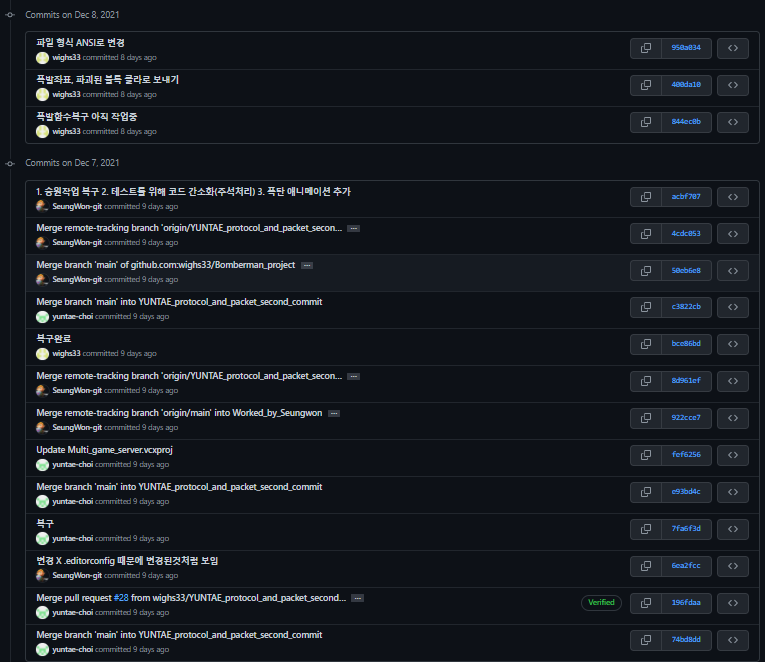 Commits on Dec 8, 2021
파일 형식 ANSI로 변경
950a034
wighs33 committed 8 days ago
폭발좌표, 파괴된 블록 클라로 보내기
400da10
wighs33 committed 8 days ago
폭발함수복구 아직 작업중
844ec0b
wighs33 committed 8 days ago
Commits on Dec 7, 2021
1. 승원작업 복구 2. 테스트를 위해 코드 간소화(주석처리) 3. 폭탄 애니메이션 추가
acbf707
SeungWon-git committed 9 days ago
Merge remote-tracking branch 'origin/YUNTAE_protocol_and_packet_secon...
4cdc053
SeungWon-git committed 9 days ago
Merge branch 'main' of github.com:wighs33/Bomberman_project
50eb6e8
SeungWon-git committed 9 days ago
Merge branch 'main' into YUNTAE_protocol_and_packet_second_commit
c3822cb
yuntae-choi committed 9 days ago
복구완료
bce86bd
wighs33 committed 9 days ago
Merge remote-tracking branch 'origin/YUNTAE_protocol_and_packet_secon...
8d961ef
SeungWon-git committed 9 days ago
Merge remote-tracking branch 'origin/main' into Worked_by_Seungwon
922cce7
SeungWon-git committed 9 days ago
Update Multi_game_server.vcxproj
fef6256
yuntae-choi committed 9 days ago
Merge branch 'main' into YUNTAE_protocol_and_packet_second_commit
e93bd4c
yuntae-choi committed 9 days ago
복구
7fa6f3d
yuntae-choi committed 9 days ago
변경 X .editorconfig 때문에 변경된것처럼 보임
6ea2fcc
SeungWon-git committed 9 days ago
Merge pull request #28 from wighs33/YUNTAE_protocol_and_packet_second...
Verified
196fdaa
yuntae-choi committed 9 days ago
Merge branch 'main' into YUNTAE_protocol_and_packet_second_commit
74bd8dd
yuntae-choi committed 9 days ago